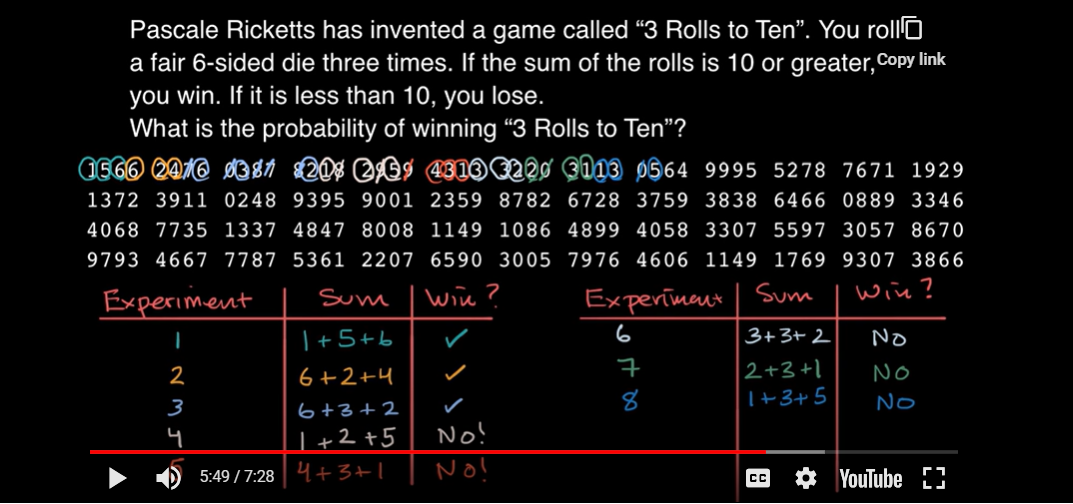 Pascale Ricketts has invented a game called “3 Rolls to Ten”. You roll
a fair 6-sided die three times. If the sum of the rolls is 10 or greater, Copy link
you win. If it is less than 10, you lose.
What is the probability of winning “3 Rolls to Ten”?
1566 2476 0387 8218 2959 4313 3220 3113 0564 9995 5278 7671 1929
1372 3911 0248 9395 9001 2359 8782 6728 3759 3838 6466 0889 3346
4068 7735 1337 4847 8008 1149 1086 4899 4058 3307 5597 3057 8670
9793 4667 7787 5361 2207 6590 3005 7976 4606 1149 1769 9307 3866
Experiment Sum Win? Experiment Sum Win?
1 1+5+6 ✓ 6 3+3+2 No
2 6+2+4 ✓ 7 2+3+1 NO
3 6+3+2 ✓ 8 1+3+5 NO
4 1+2+5 No!
5 4+3+1 No!
5:49 / 7:28 CC YouTube